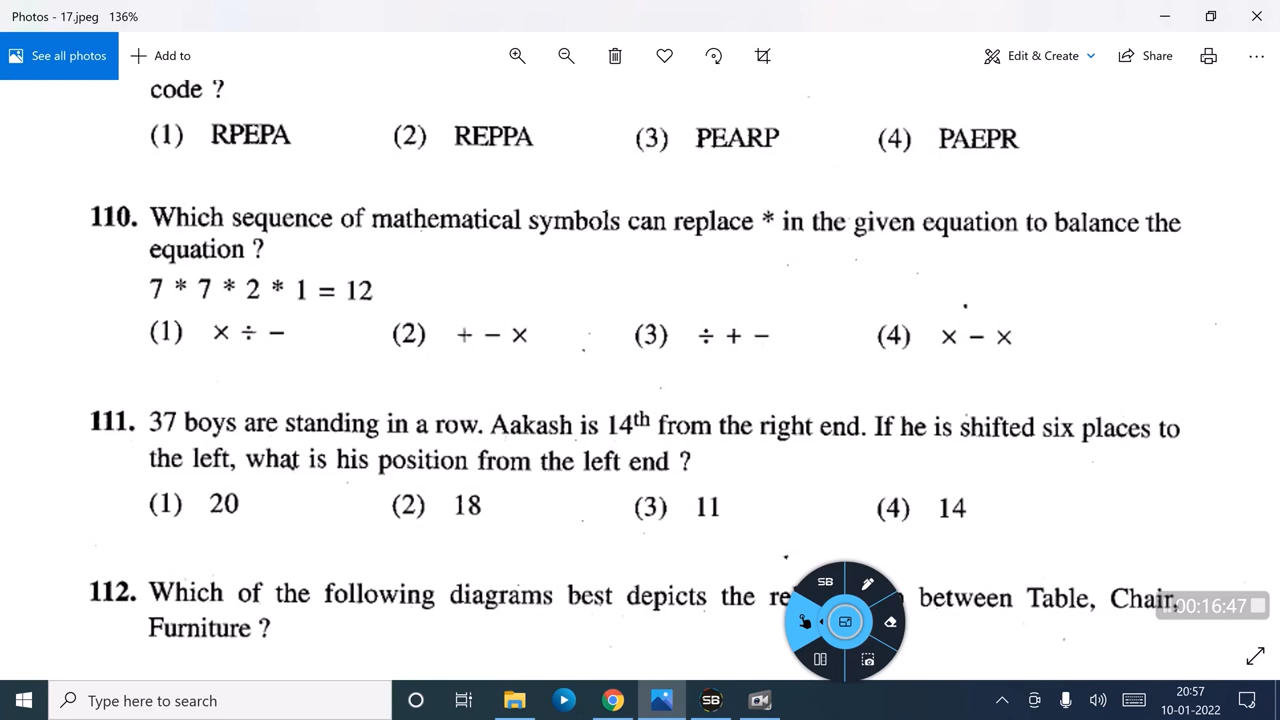 Photos - 17.jpeg 136%
See all photos
Add to
Edit & Create
Share
code ?
(1) RPEPA (2) REPPA (3) PEARP (4) PAEPR
110. Which sequence of mathematical symbols can replace * in the given equation to balance the
equation ?
7 * 7 * 2 * 1 = 12
(1) × ÷ − (2) + − × (3) ÷ + − (4) × − ×
111. 37 boys are standing in a row. Aakash is 14th from the right end. If he is shifted six places to
the left, what is his position from the left end ?
(1) 20 (2) 18 (3) 11 (4) 14
112. Which of the following diagrams best depicts the between Table, Chair,
Furniture ?
SB
00:16:47
Type here to search
SB
20:57
10-01-2022